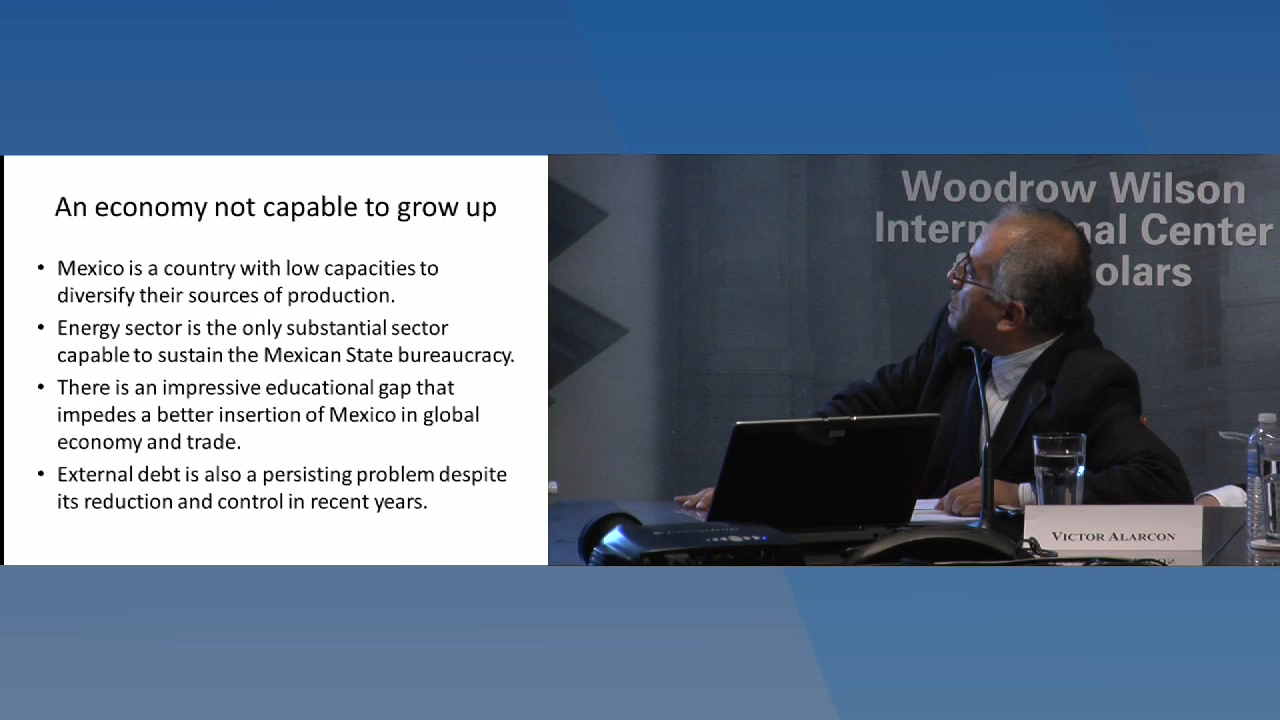 An economy not capable to grow up
• Mexico is a country with low capacities to
diversify their sources of production.
• Energy sector is the only substantial sector
capable to sustain the Mexican State bureaucracy.
• There is an impressive educational gap that
impedes a better insertion of Mexico in global
economy and trade.
• External debt is also a persisting problem despite
its reduction and control in recent years.
Woodrow Wilson
Intern nal Center
olars
VICTOR ALARCON